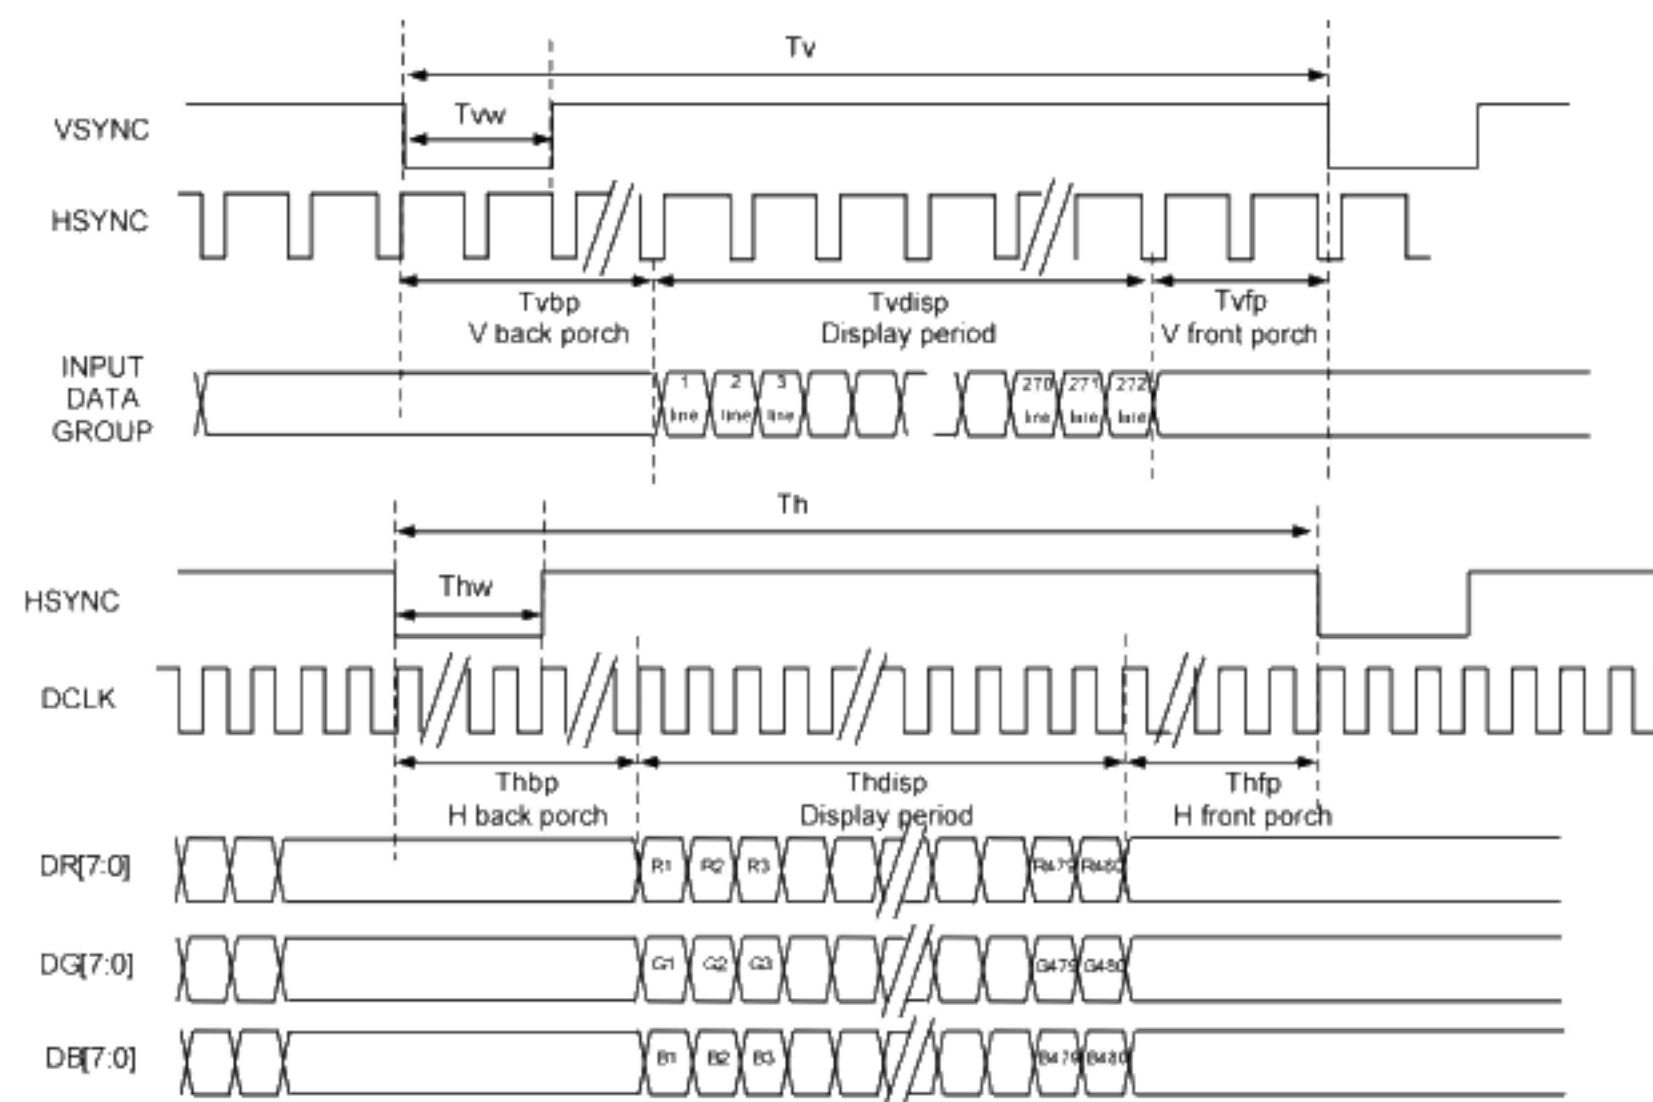 Tv
Tvw
VSYNC
HSYNC
Tvbp
V back porch
Tvdisp
Display period
Tvfp
V front porch
INPUT
DATA
GROUP
1
line
2
line
3
line
270
line
271
line
272
line
Th
Thw
HSYNC
DCLK
Thbp
H back porch
Thdisp
Display period
Thfp
H front porch
DR[7:0]
R1
R2
R3
R479
R480
DG[7:0]
G1
G2
G3
G479
G480
DB[7:0]
B1
B2
B3
B479
B480